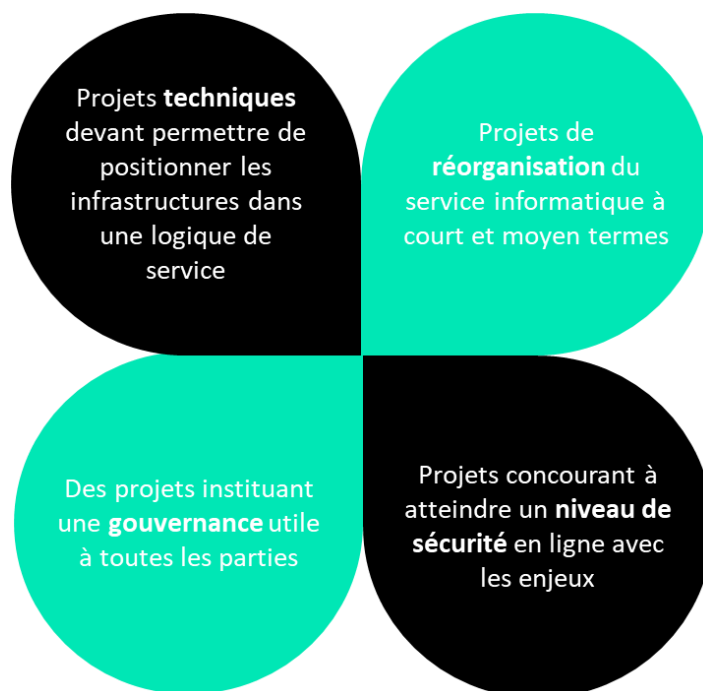 Projets techniques
devant permettre de
positionner les
infrastructures dans
une logique de
service
Projets de
réorganisation du
service informatique à
court et moyen termes
Des projets instituant
une gouvernance utile
à toutes les parties
Projets concourant à
atteindre un niveau de
sécurité en ligne avec
les enjeux